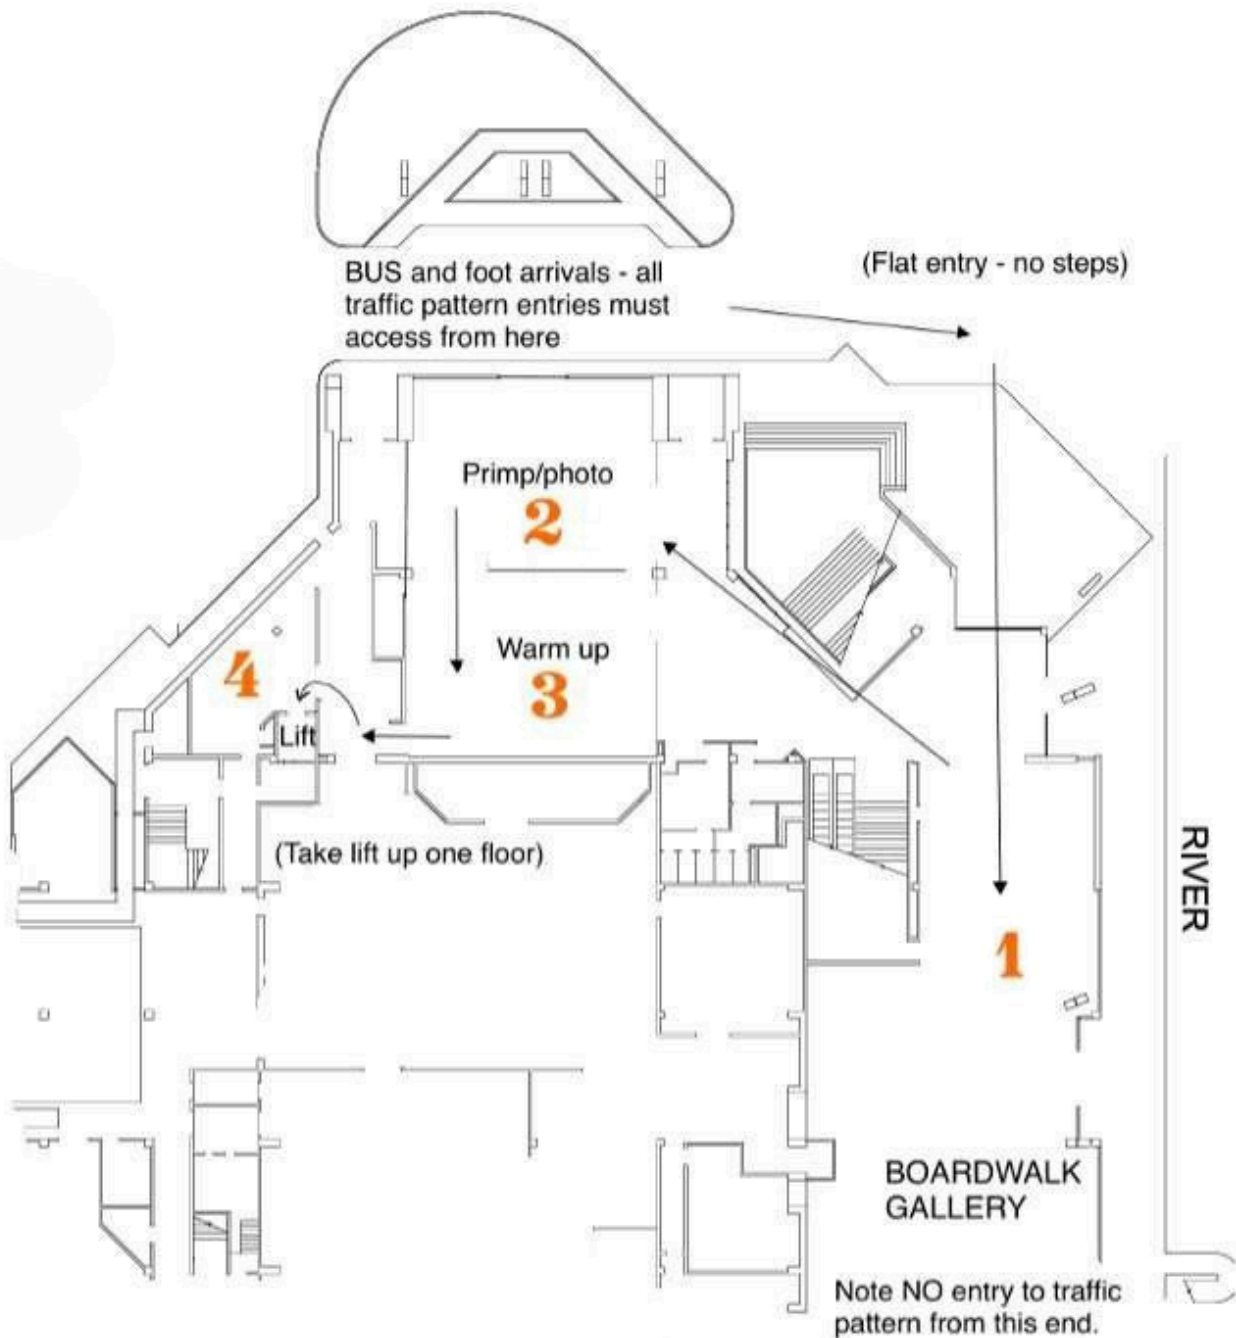 BUS and foot arrivals - all
traffic pattern entries must
access from here
(Flat entry - no steps)
Primp/photo
2
Warm up
3
4
Lift
(Take lift up one floor)
1
RIVER
BOARDWALK
GALLERY
Note NO entry to traffic
pattern from this end.